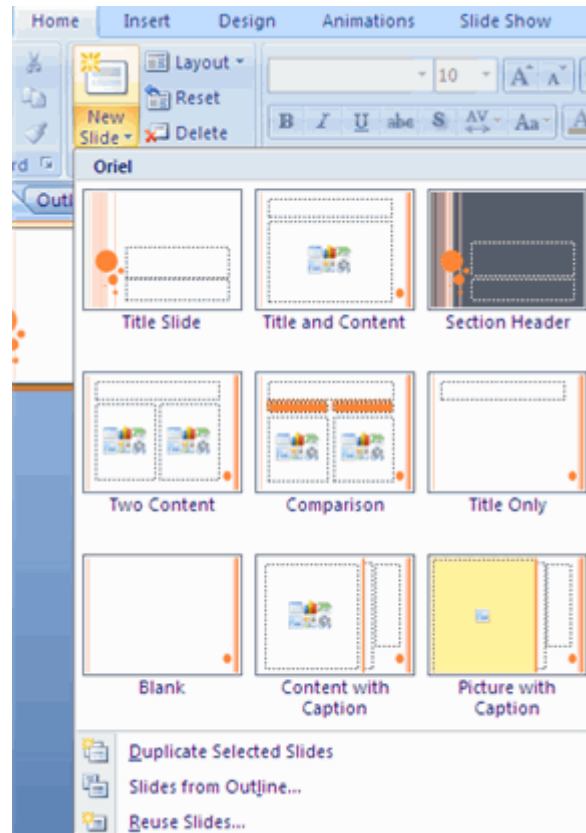 Home Insert Design Animations Slide Show
Layout
10 A A
Reset
New
Slide
Delete
B I U abc S AV Aa A
rd
Oriel
Outl
Title Slide Title and Content Section Header
Two Content Comparison Title Only
Blank Content with Picture with
Caption Caption
Duplicate Selected Slides
Slides from Outline...
Reuse Slides...